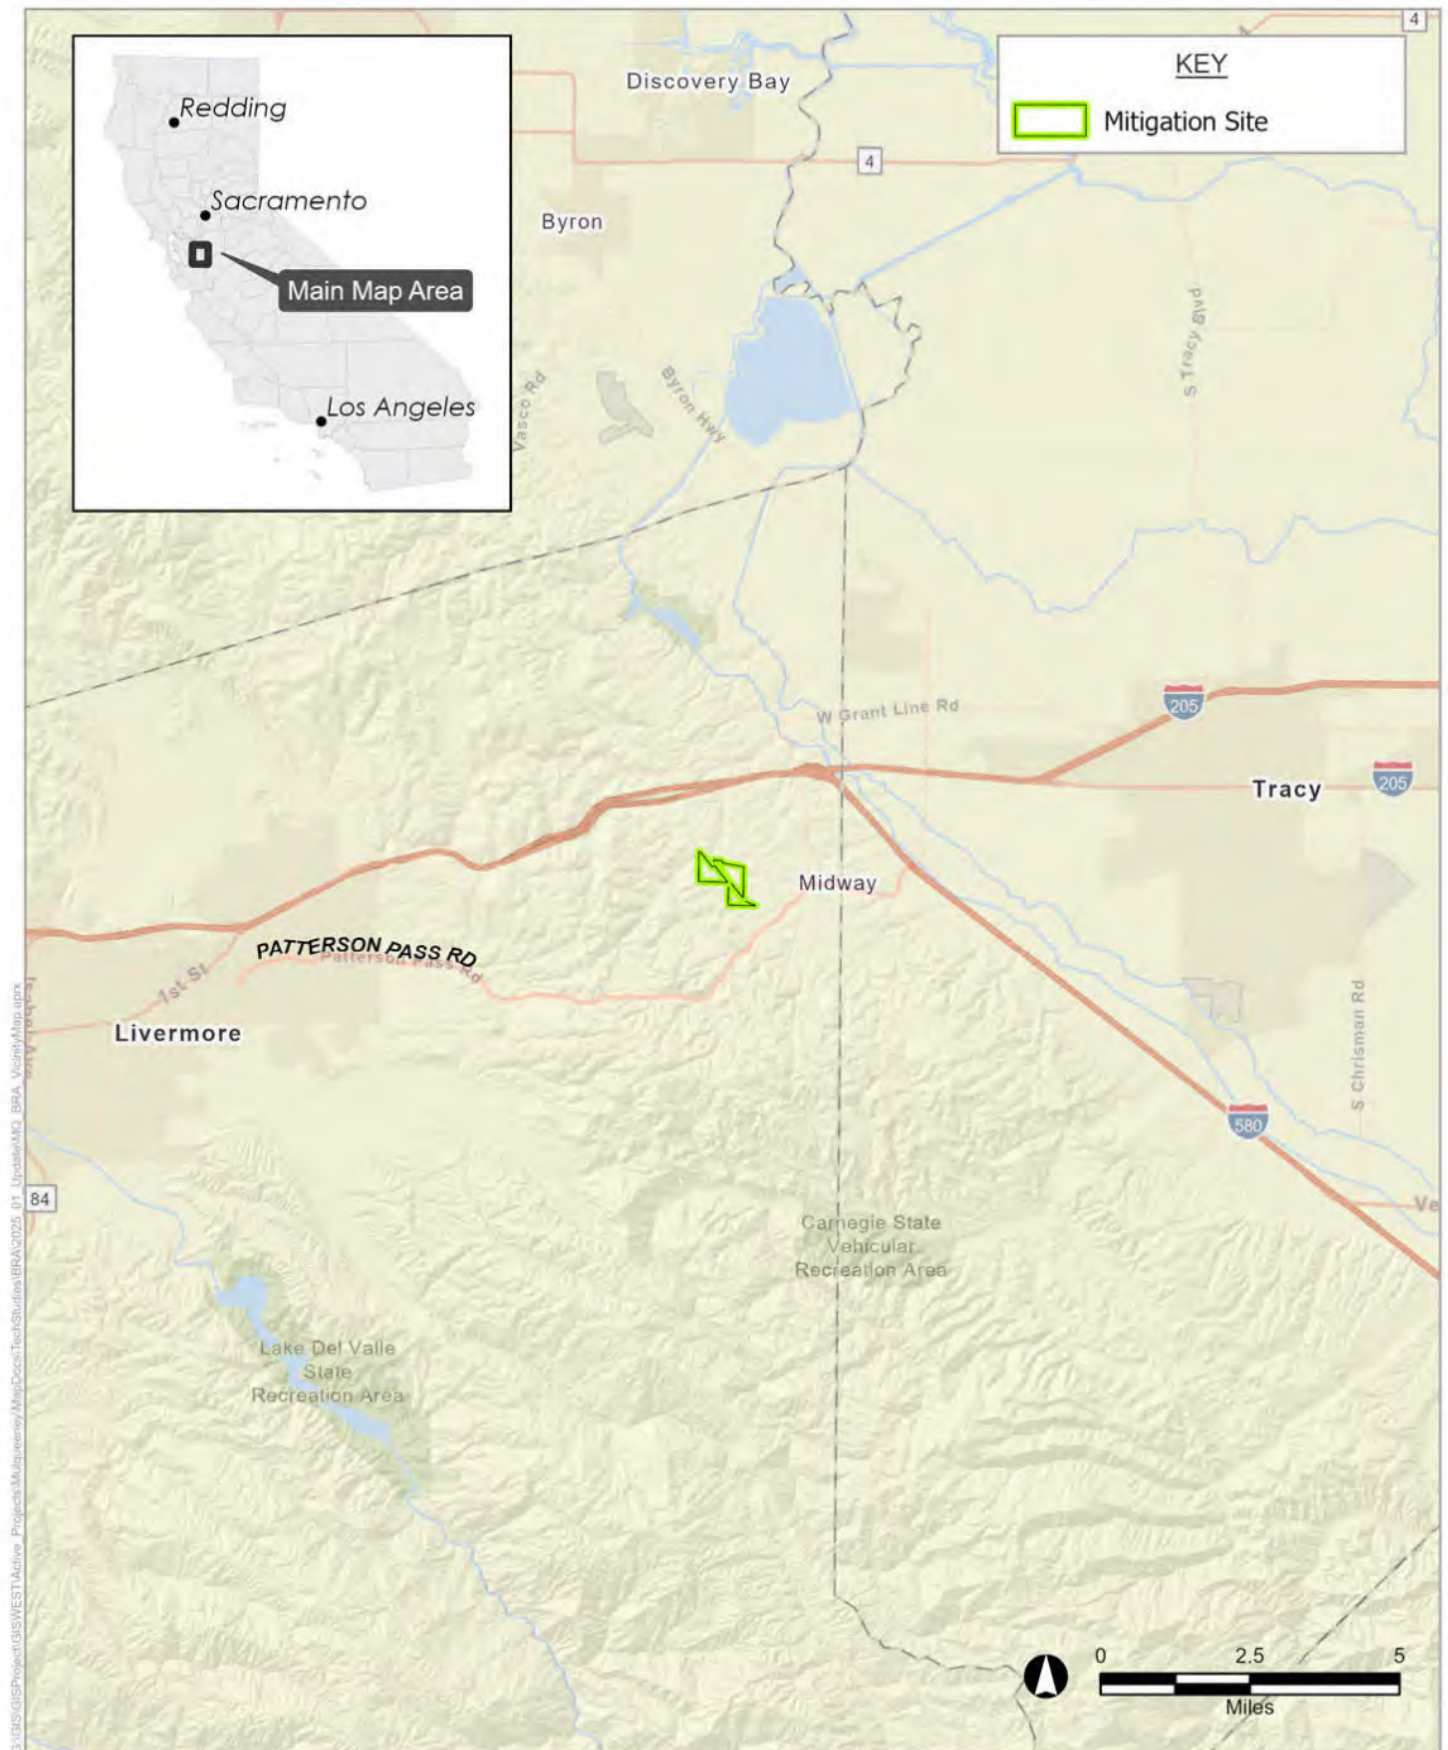 4
KEY
Mitigation Site
Discovery Bay
4
Byron
Redding
Sacramento
Main Map Area
Los Angeles
Vasco Rd
Byron Hwy
S Tracy Blvd
W Grant Line Rd
205
205
Tracy
Midway
PATTERSON PASS RD
Patterson Pass Rd
1st St
Livermore
S Chrisman Rd
580
84
Ve
Carnegie State
Vehicular
Recreation Area
Lake Del Valle
State
Recreation Area
0 2.5 5
Miles